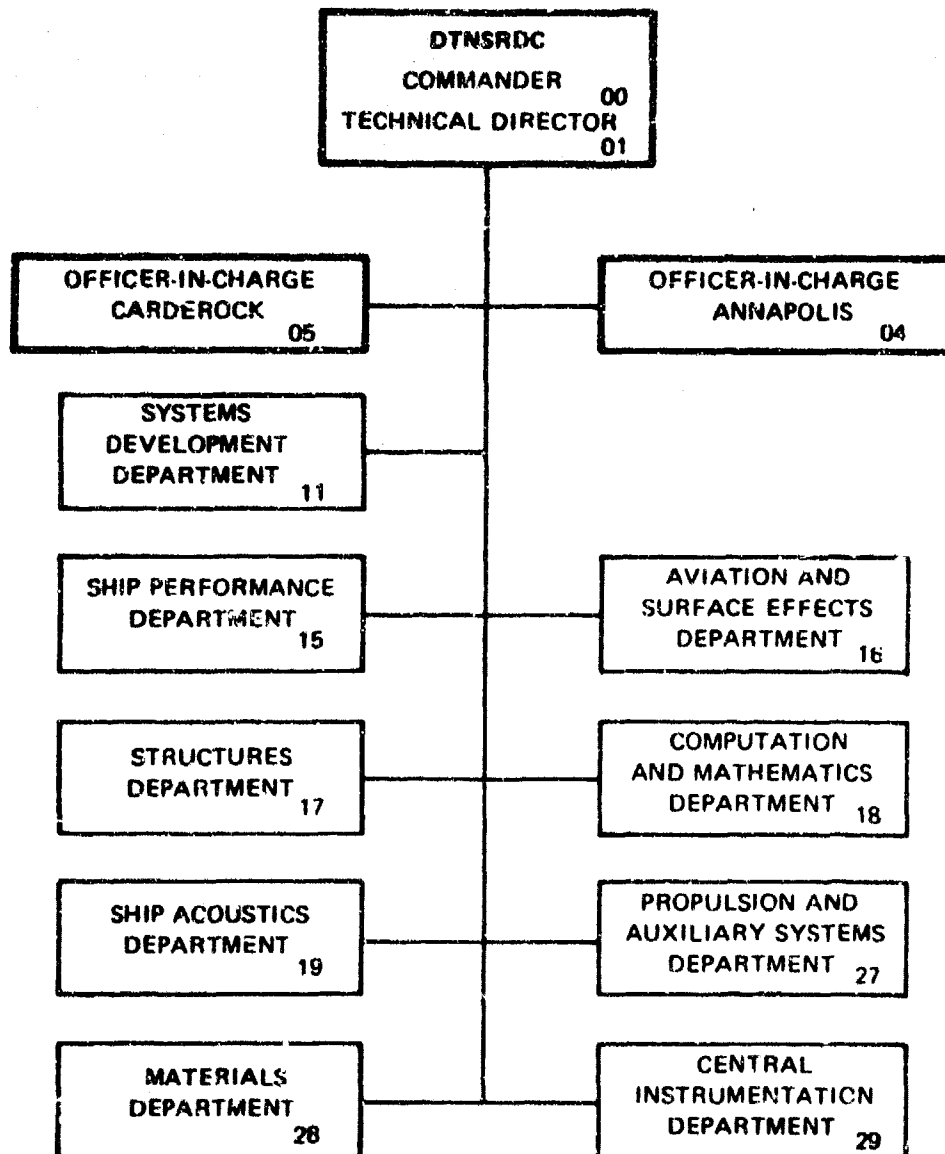 DTNSRDC
COMMANDER
00
TECHNICAL DIRECTOR
01
OFFICER-IN-CHARGE
CARDEROCK
05
OFFICER-IN-CHARGE
ANNAPOLIS
04
SYSTEMS
DEVELOPMENT
DEPARTMENT
11
SHIP PERFORMANCE
DEPARTMENT
15
AVIATION AND
SURFACE EFFECTS
DEPARTMENT
16
STRUCTURES
DEPARTMENT
17
COMPUTATION
AND MATHEMATICS
DEPARTMENT
18
SHIP ACOUSTICS
DEPARTMENT
19
PROPULSION AND
AUXILIARY SYSTEMS
DEPARTMENT
27
MATERIALS
DEPARTMENT
28
CENTRAL
INSTRUMENTATION
DEPARTMENT
29